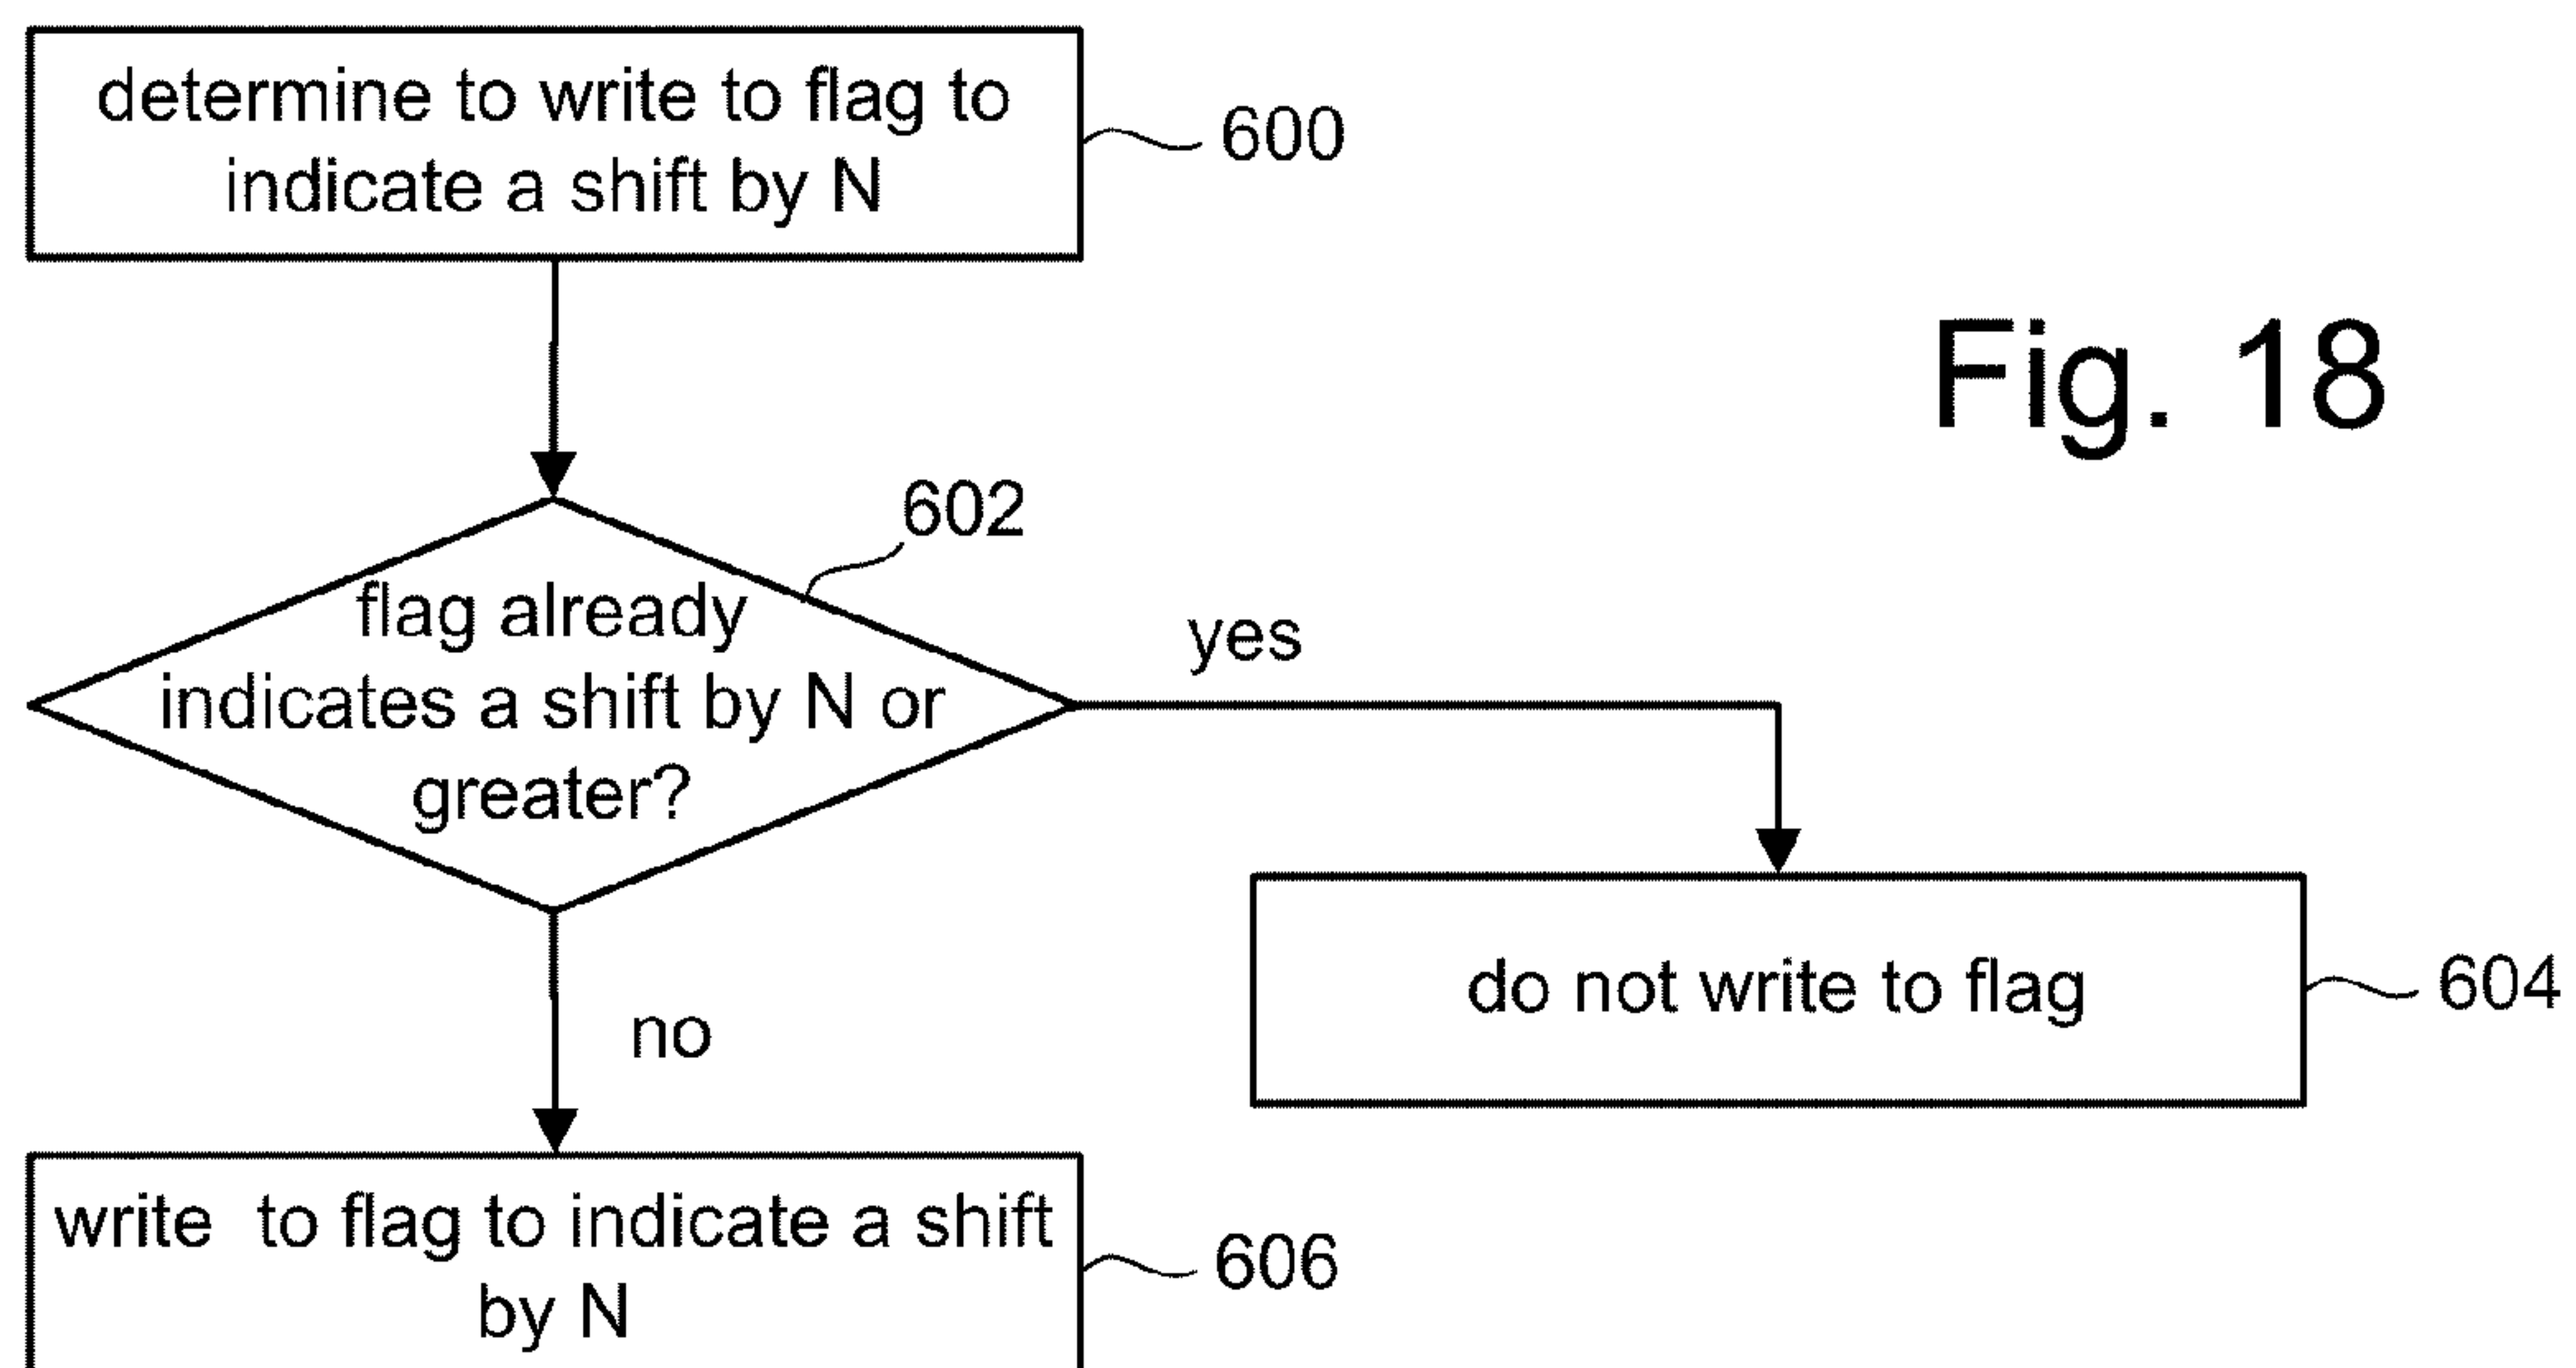 determine to write to flag to
indicate a shift by N
600
Fig. 18
602
flag already
indicates a shift by N or
greater?
yes
do not write to flag
604
no
write  to flag to indicate a shift
by N
606